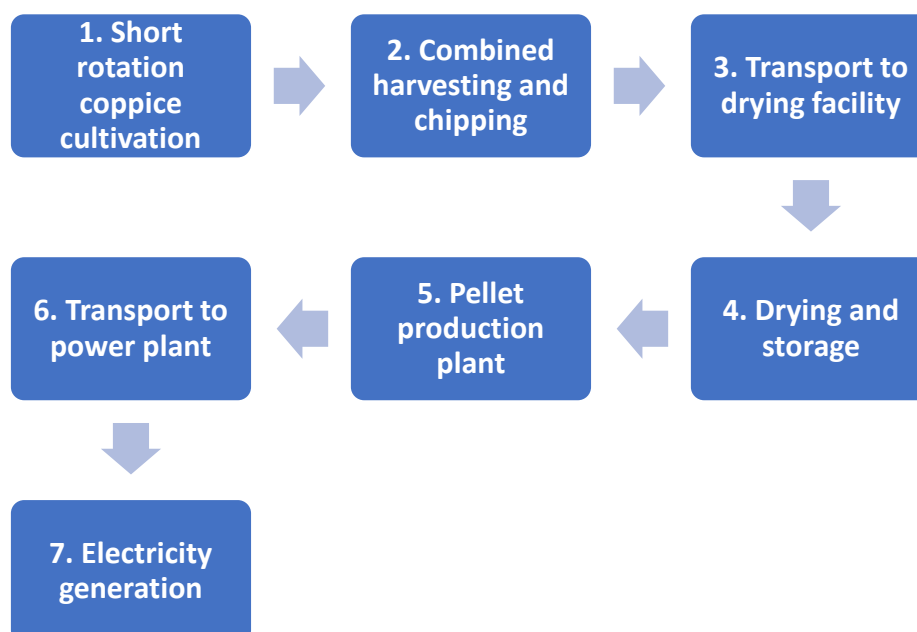 1. Short
rotation
coppice
cultivation
2. Combined
harvesting and
chipping
3. Transport to
drying facility
4. Drying and
storage
5. Pellet
production
plant
6. Transport to
power plant
7. Electricity
generation